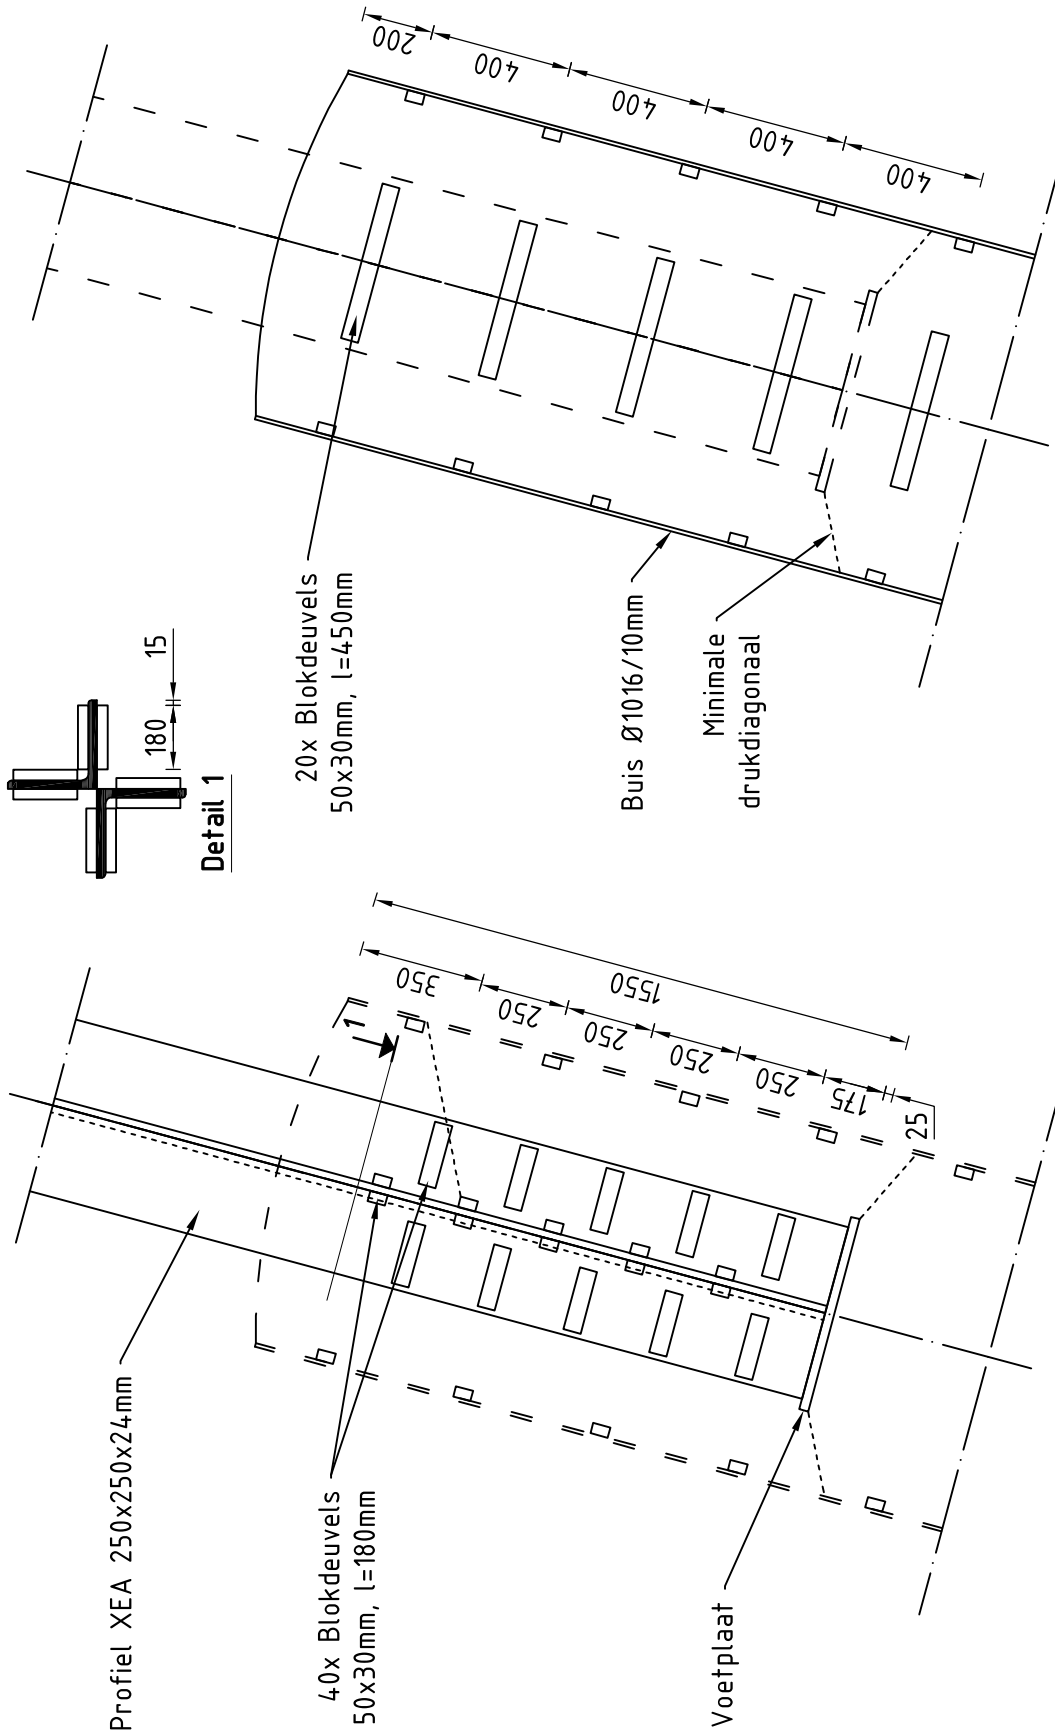 Profiel XEA 250x250x24mm
40x Blokdeuvels
50x30mm, l=180mm
Voetplaat
1
350
250
250
250
250
175
25
1550
180
15
Detail 1
20x Blokdeuvels
50x30mm, l=450mm
Buis Ø1016/10mm
Minimale
drukdiagonaal
200
400
400
400
400